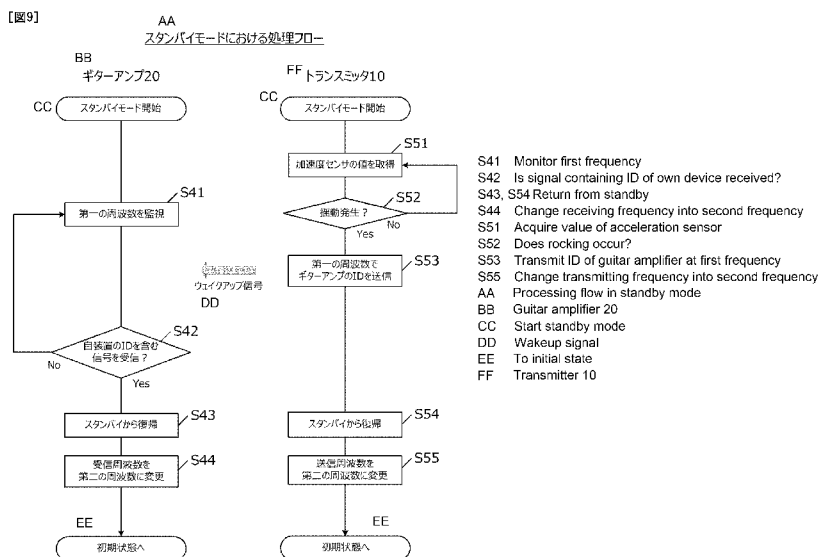 [図9]
AA
スタンバイモードにおける処理フロー
BB
ギターアンプ20
FF
トランスミッタ10
CC
スタンバイモード開始
CC
スタンバイモード開始
S51
加速度センサの値を取得
S41
第一の周波数を監視
S52
揺動発生？
No
Yes
S53
第一の周波数で
ギターアンプのIDを送信
ウェイクアップ信号
DD
S42
自装置のIDを含む
信号を受信？
No
Yes
S43
スタンバイから復帰
S54
スタンバイから復帰
S44
受信周波数を
第二の周波数に変更
S55
送信周波数を
第二の周波数に変更
EE
初期状態へ
EE
初期状態へ
S41 Monitor first frequency
S42 Is signal containing ID of own device received?
S43, S54 Return from standby
S44 Change receiving frequency into second frequency
S51 Acquire value of acceleration sensor
S52 Does rocking occur?
S53 Transmit ID of guitar amplifier at first frequency
S55 Change transmitting frequency into second frequency
AA Processing flow in standby mode
BB Guitar amplifier 20
CC Start standby mode
DD Wakeup signal
EE To initial state
FF Transmitter 10